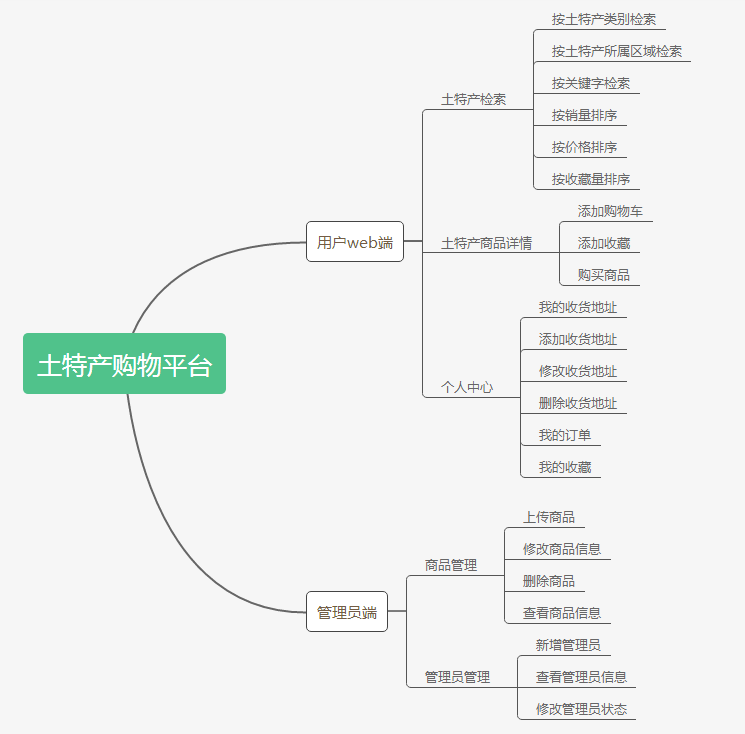 土特产购物平台
用户web端
土特产检索
按土特产类别检索
按土特产所属区域检索
按关键字检索
按销量排序
按价格排序
按收藏量排序
土特产商品详情
添加购物车
添加收藏
购买商品
个人中心
我的收货地址
添加收货地址
修改收货地址
删除收货地址
我的订单
我的收藏
管理员端
商品管理
上传商品
修改商品信息
删除商品
查看商品信息
管理员管理
新增管理员
查看管理员信息
修改管理员状态